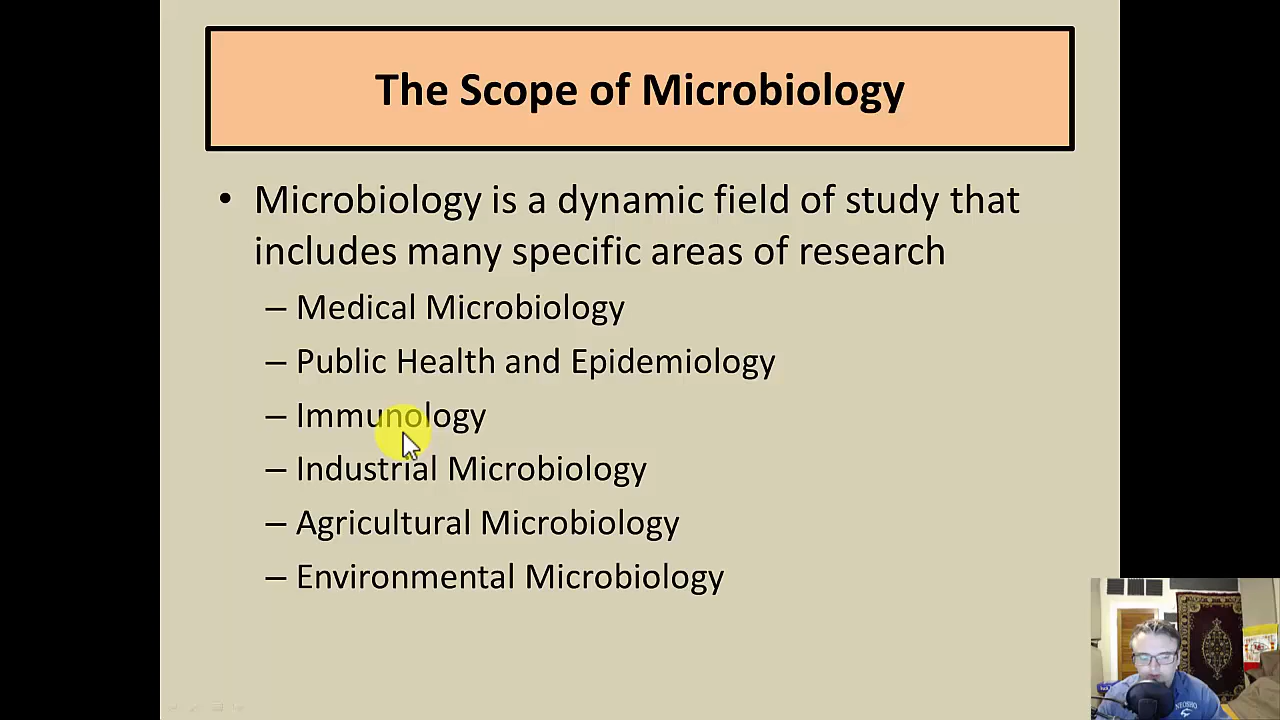 The Scope of Microbiology
• Microbiology is a dynamic field of study that
includes many specific areas of research
– Medical Microbiology
– Public Health and Epidemiology
– Immunology
– Industrial Microbiology
– Agricultural Microbiology
– Environmental Microbiology
NEOSHO